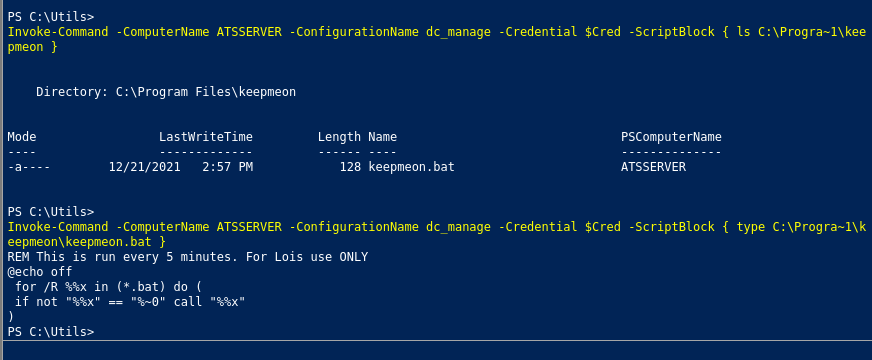 PS C:\Utils>
Invoke-Command -ComputerName ATSSERVER -ConfigurationName dc_manage -Credential $Cred -ScriptBlock { ls C:\Progra~1\kee
pmeon }
Directory: C:\Program Files\keepmeon
Mode                 LastWriteTime         Length Name                               PSComputerName
----                 -------------         ------ ----                               --------------
-a----        12/21/2021   2:57 PM            128 keepmeon.bat                       ATSSERVER
PS C:\Utils>
Invoke-Command -ComputerName ATSSERVER -ConfigurationName dc_manage -Credential $Cred -ScriptBlock { type C:\Progra~1\k
eepmeon\keepmeon.bat }
REM This is run every 5 minutes. For Lois use ONLY
@echo off
 for /R %%x in (*.bat) do (
 if not "%%x" == "%~0" call "%%x"
)
PS C:\Utils>